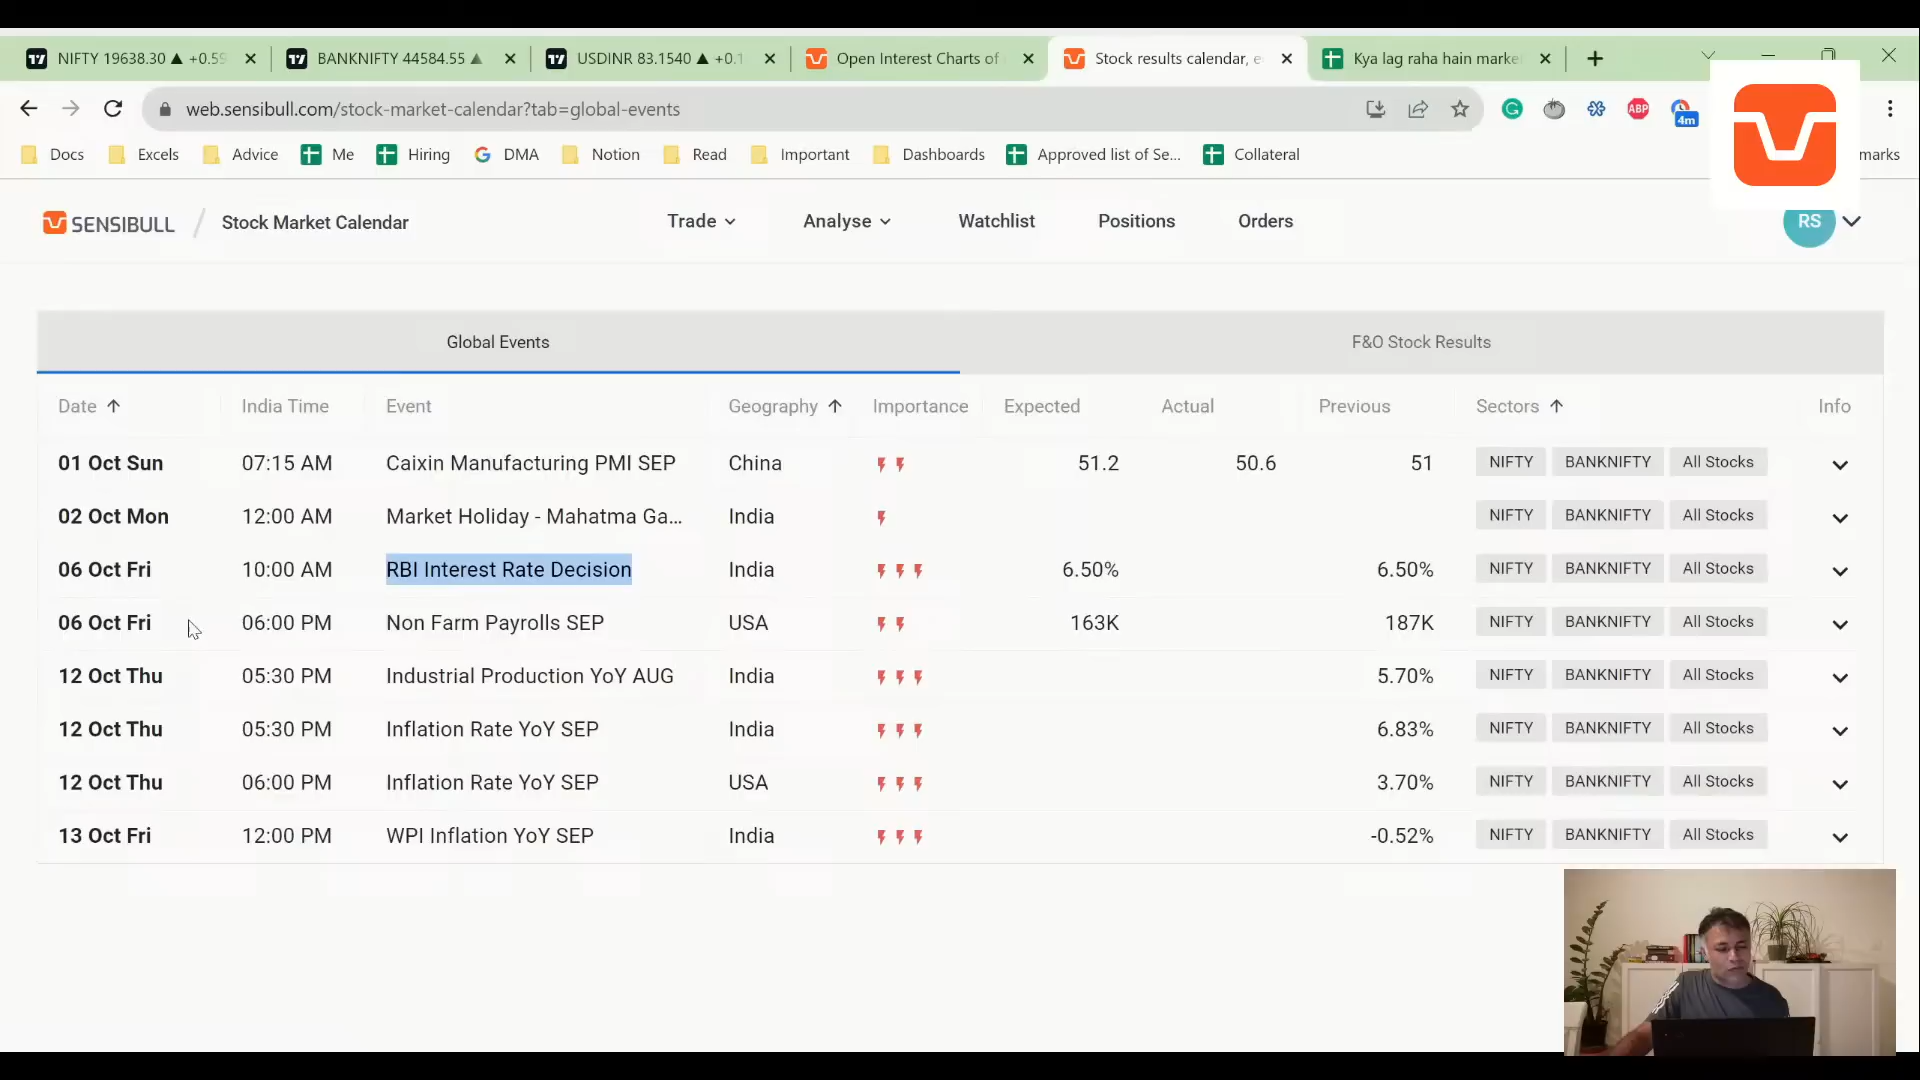 NIFTY 19638.30 ▲ +0.59
BANKNIFTY 44584.55 ▲
USDINR 83.1540 ▲ +0.1
Open Interest Charts of
Stock results calendar, e
Kya lag raha hain marke
web.sensibull.com/stock-market-calendar?tab=global-events
ABP
4m
Docs Excels Advice Me Hiring DMA Notion Read Important Dashboards Approved list of Se... Collateral marks
SENSIBULL / Stock Market Calendar
Trade Analyse Watchlist Positions Orders RS
Global Events F&O Stock Results
Date ↑ India Time Event Geography ↑ Importance Expected Actual Previous Sectors ↑ Info
01 Oct Sun 07:15 AM Caixin Manufacturing PMI SEP China 51.2 50.6 51 NIFTY BANKNIFTY All Stocks
02 Oct Mon 12:00 AM Market Holiday - Mahatma Ga... India NIFTY BANKNIFTY All Stocks
06 Oct Fri 10:00 AM RBI Interest Rate Decision India 6.50% 6.50% NIFTY BANKNIFTY All Stocks
06 Oct Fri 06:00 PM Non Farm Payrolls SEP USA 163K 187K NIFTY BANKNIFTY All Stocks
12 Oct Thu 05:30 PM Industrial Production YoY AUG India 5.70% NIFTY BANKNIFTY All Stocks
12 Oct Thu 05:30 PM Inflation Rate YoY SEP India 6.83% NIFTY BANKNIFTY All Stocks
12 Oct Thu 06:00 PM Inflation Rate YoY SEP USA 3.70% NIFTY BANKNIFTY All Stocks
13 Oct Fri 12:00 PM WPI Inflation YoY SEP India -0.52% NIFTY BANKNIFTY All Stocks